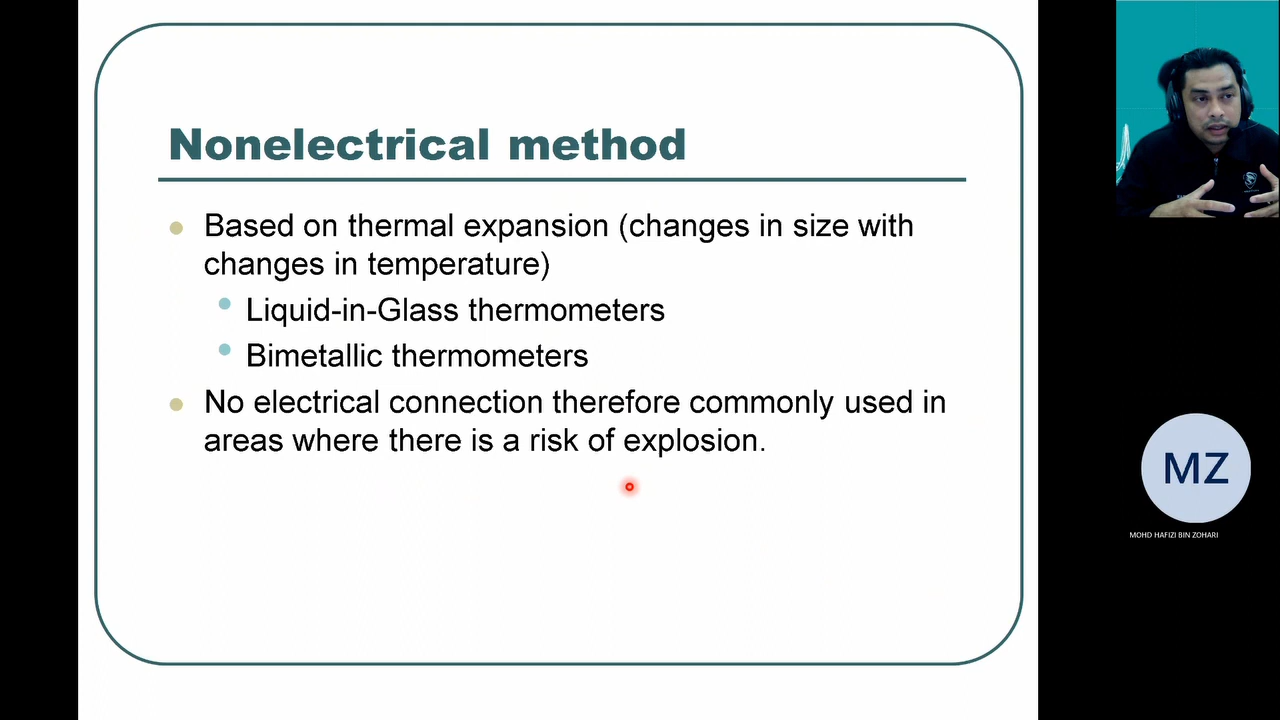 Nonelectrical method
Based on thermal expansion (changes in size with
changes in temperature)
Liquid-in-Glass thermometers
Bimetallic thermometers
No electrical connection therefore commonly used in
areas where there is a risk of explosion.
MZ
MOHD HAFIZI BIN ZOHARI